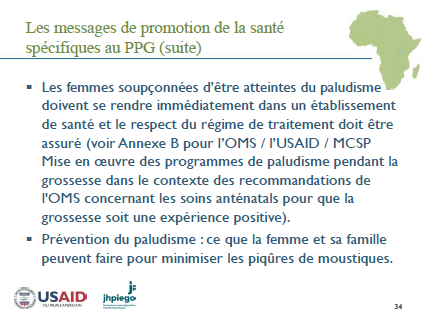 Les messages de promotion de la santé
spécifiques au PPG (suite)
▪ Les femmes soupçonnées d'être atteintes du paludisme
doivent se rendre immédiatement dans un établissement
de santé et le respect du régime de traitement doit être
assuré (voir Annexe B pour l'OMS / l'USAID / MCSP
Mise en œuvre des programmes de paludisme pendant la
grossesse dans le contexte des recommandations de
l'OMS concernant les soins anténatals pour que la
grossesse soit une expérience positive).
▪ Prévention du paludisme : ce que la femme et sa famille
peuvent faire pour minimiser les piqûres de moustiques.
USAID
DU PEUPLE AMERICAIN
jhpiego
34